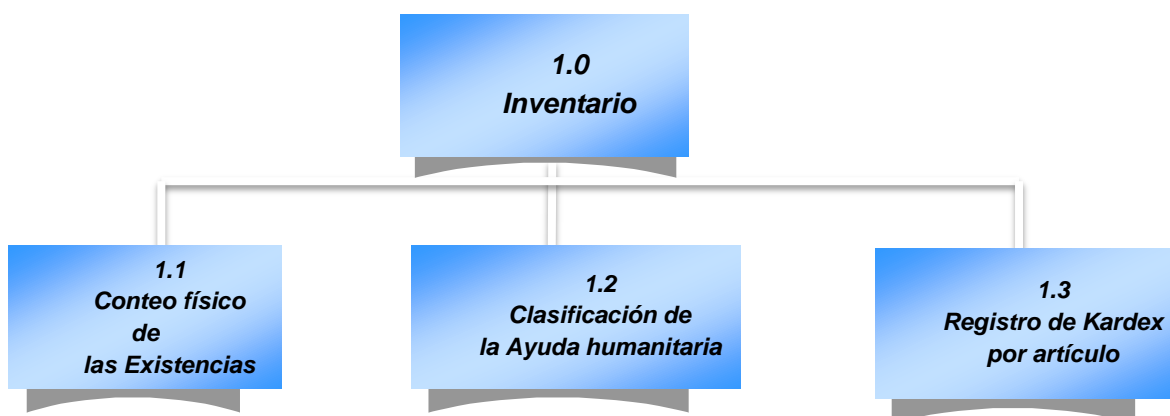 1.0
Inventario
1.1
Conteo físico
de
las Existencias
1.2
Clasificación de
la Ayuda humanitaria
1.3
Registro de Kardex
por artículo